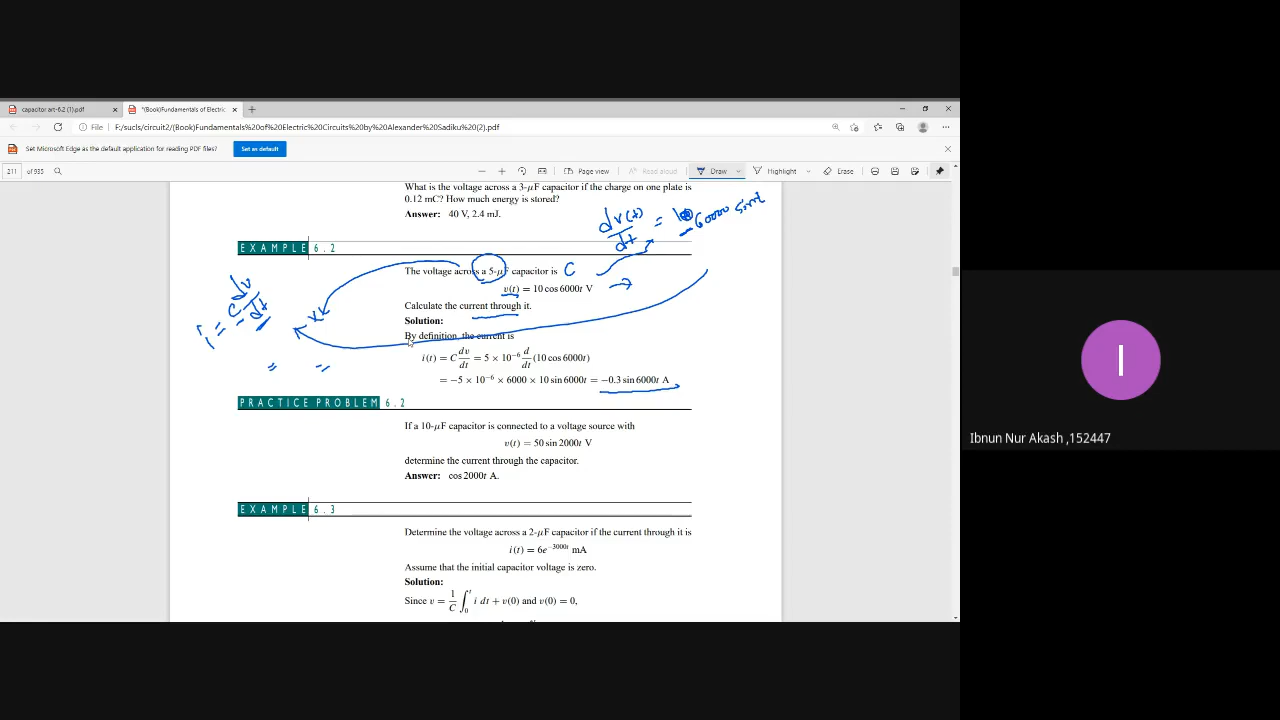 capacitor art-6.2 (1).pdf
*(Book)Fundamentals of Electric
File
F:/sucls/circuit2/(Book)Fundamentals%20of%20Electric%20Circuits%20by%20Alexander%20Sadiku%20(2).pdf
Set Microsoft Edge as the default application for reading PDF files?
Set as default
211 of 935
Page view
Read aloud
Draw
Highlight
Erase
What is the voltage across a 3-μF capacitor if the charge on one plate is
0.12 mC? How much energy is stored?
Answer: 40 V, 2.4 mJ.
dv(t)/dt =
EXAMPLE 6.2
The voltage across a 5-μF capacitor is C
v(t) = 10 cos 6000t V
Calculate the current through it.
i = C dv/dt
Solution:
By definition, the current is
i(t) = C dv/dt = 5 × 10⁻⁶ d/dt (10 cos 6000t)
= −5 × 10⁻⁶ × 6000 × 10 sin 6000t = −0.3 sin 6000t A
= =
PRACTICE PROBLEM 6.2
If a 10-μF capacitor is connected to a voltage source with
v(t) = 50 sin 2000t V
determine the current through the capacitor.
Answer: cos 2000t A.
EXAMPLE 6.3
Determine the voltage across a 2-μF capacitor if the current through it is
i(t) = 6e⁻³⁰⁰⁰ᵗ mA
Assume that the initial capacitor voltage is zero.
Solution:
Since v = 1/C ∫₀ᵗ i dt + v(0) and v(0) = 0,
I
Ibnun Nur Akash ,152447